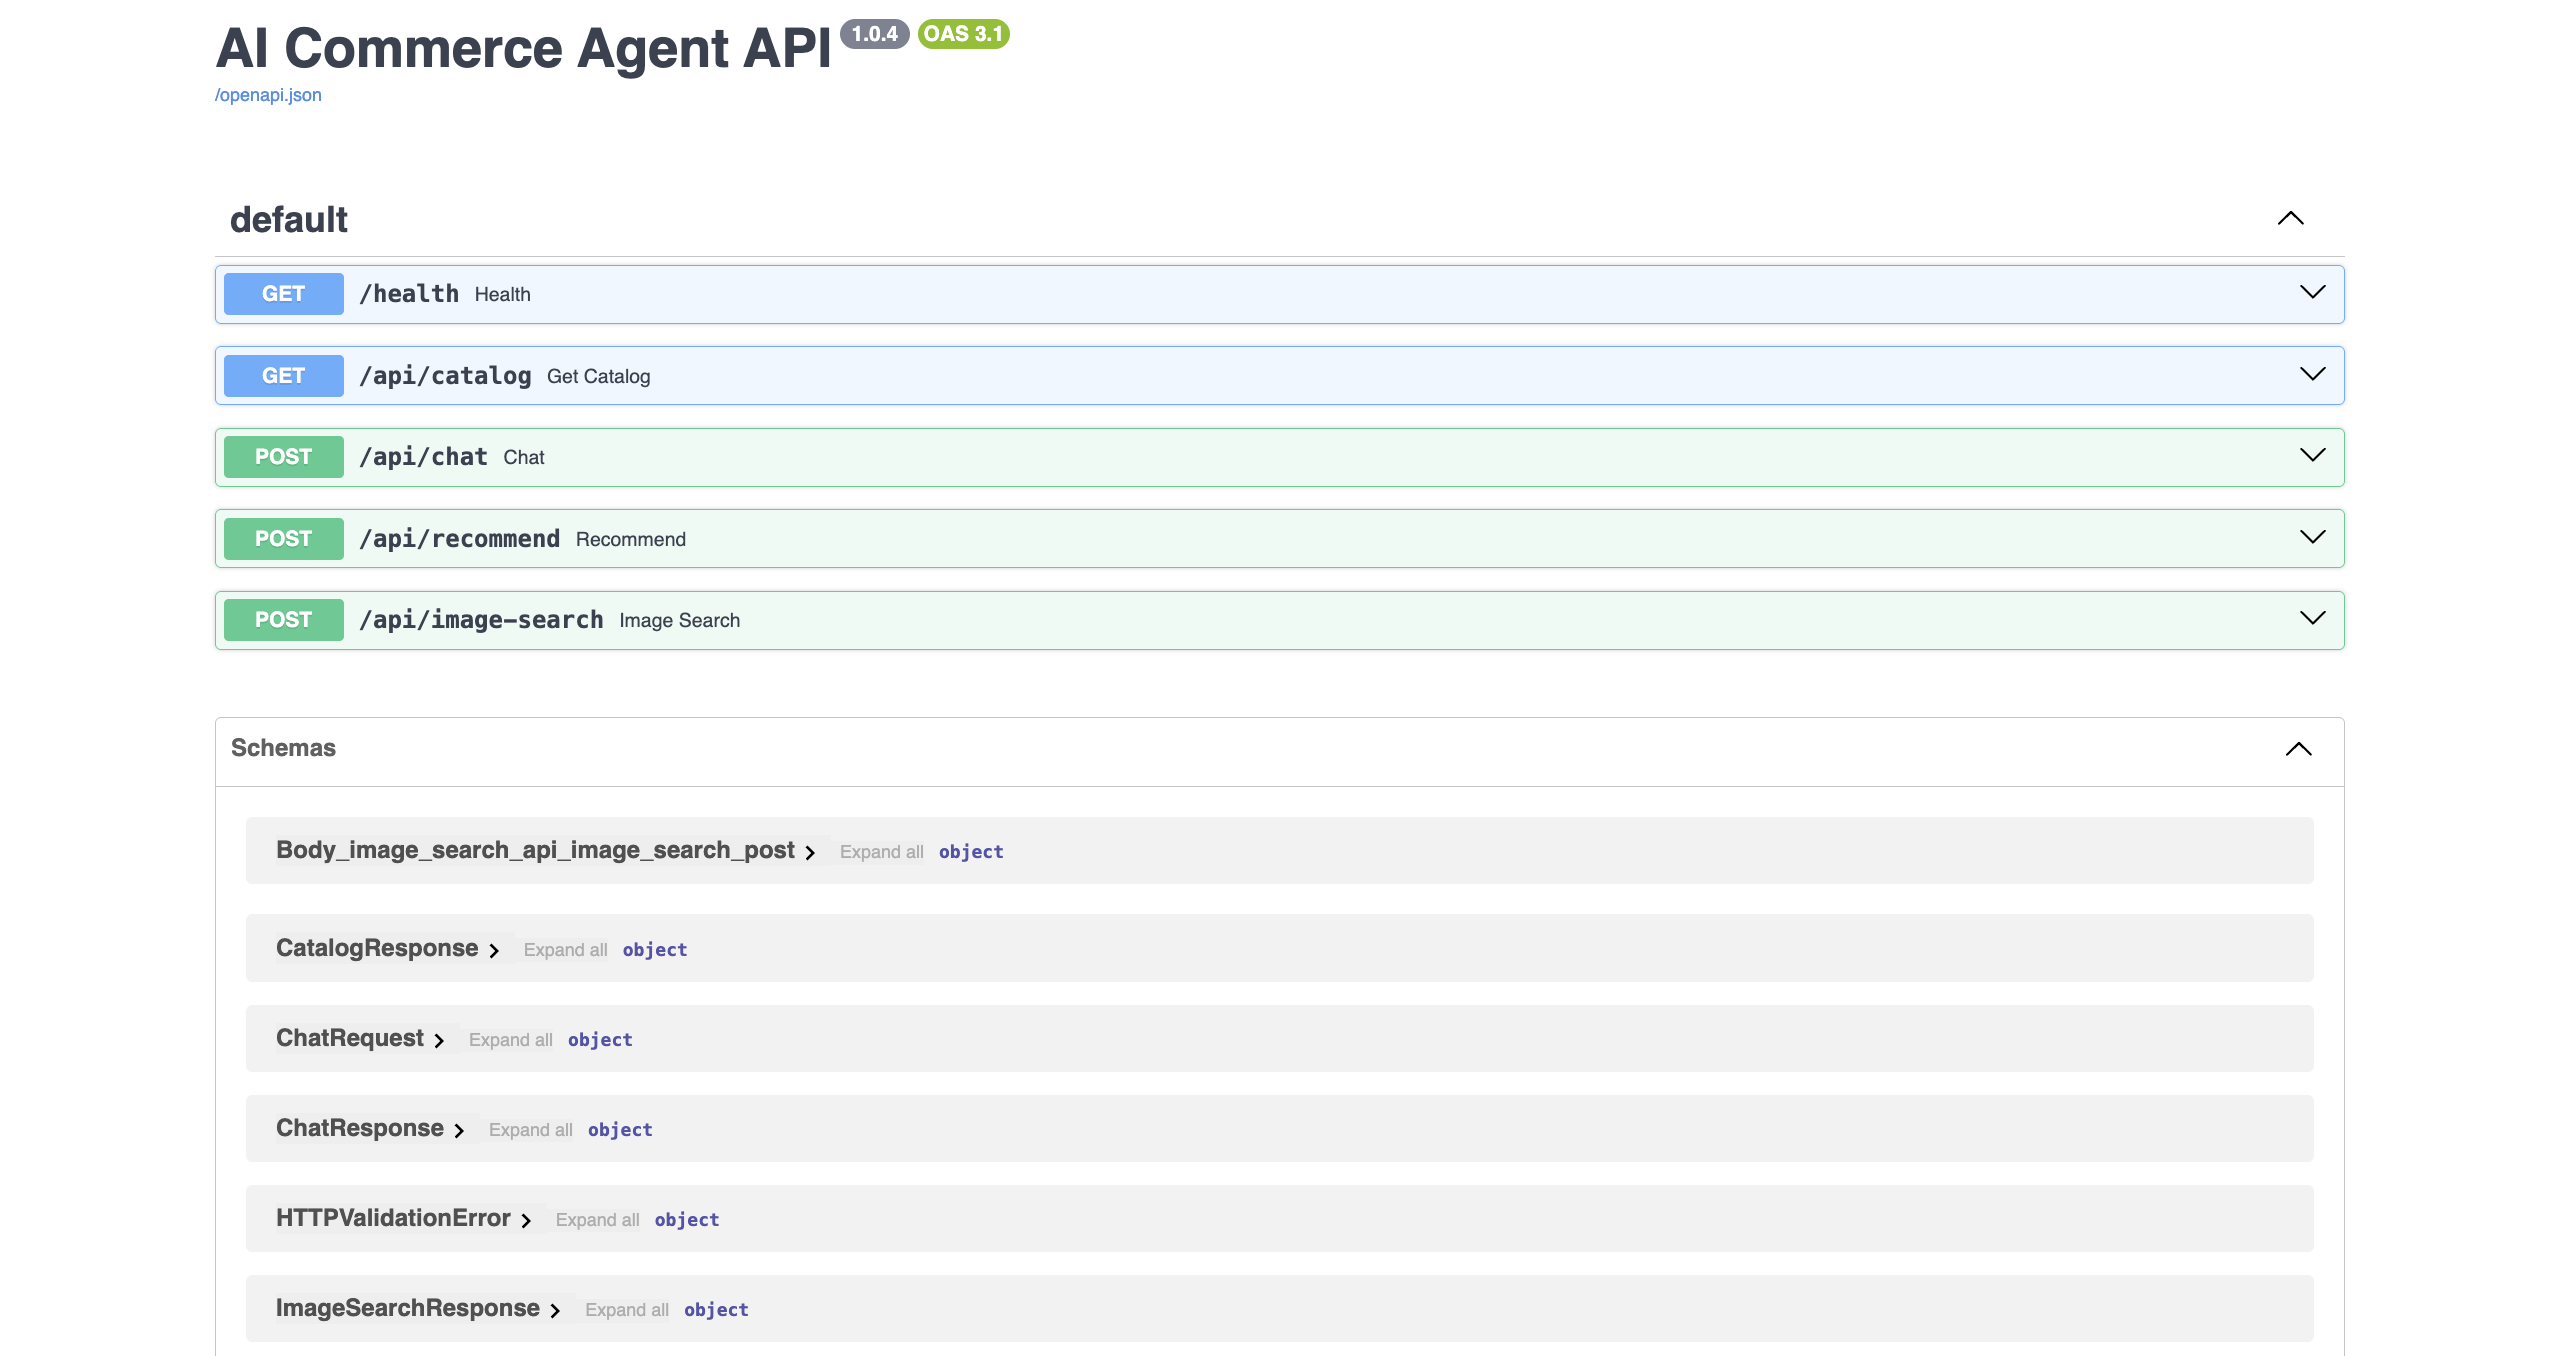 AI Commerce Agent API 1.0.4 OAS 3.1
/openapi.json
default
GET /health Health
GET /api/catalog Get Catalog
POST /api/chat Chat
POST /api/recommend Recommend
POST /api/image-search Image Search
Schemas
Body_image_search_api_image_search_post Expand all object
CatalogResponse Expand all object
ChatRequest Expand all object
ChatResponse Expand all object
HTTPValidationError Expand all object
ImageSearchResponse Expand all object